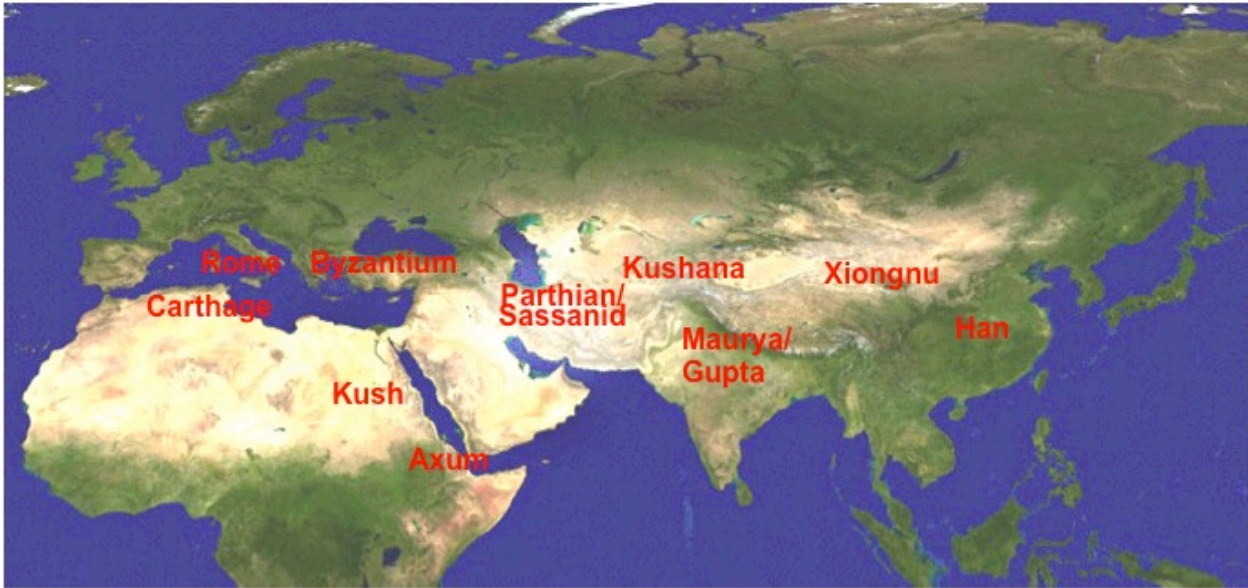 Rome
Byzantium
Kushana
Xiongnu
Carthage
Parthian/
Sassanid
Han
Maurya/
Gupta
Kush
Axum